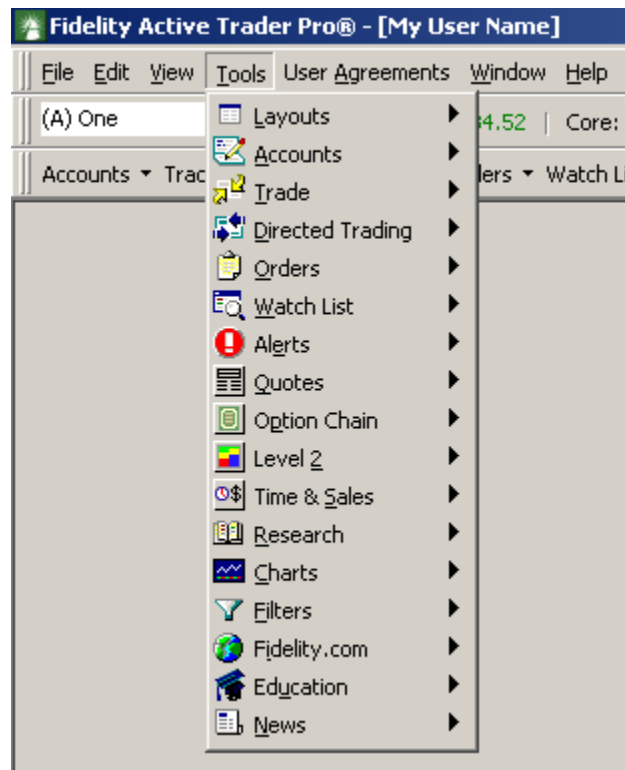 Fidelity Active Trader Pro® - [My User Name]
File Edit View Tools User Agreements Window Help
(A) One 4.52 | Core:
Accounts Watch
Layouts
Accounts
Trade
Directed Trading
Orders
Watch List
Alerts
Quotes
Option Chain
Level 2
Time & Sales
Research
Charts
Filters
Fidelity.com
Education
News